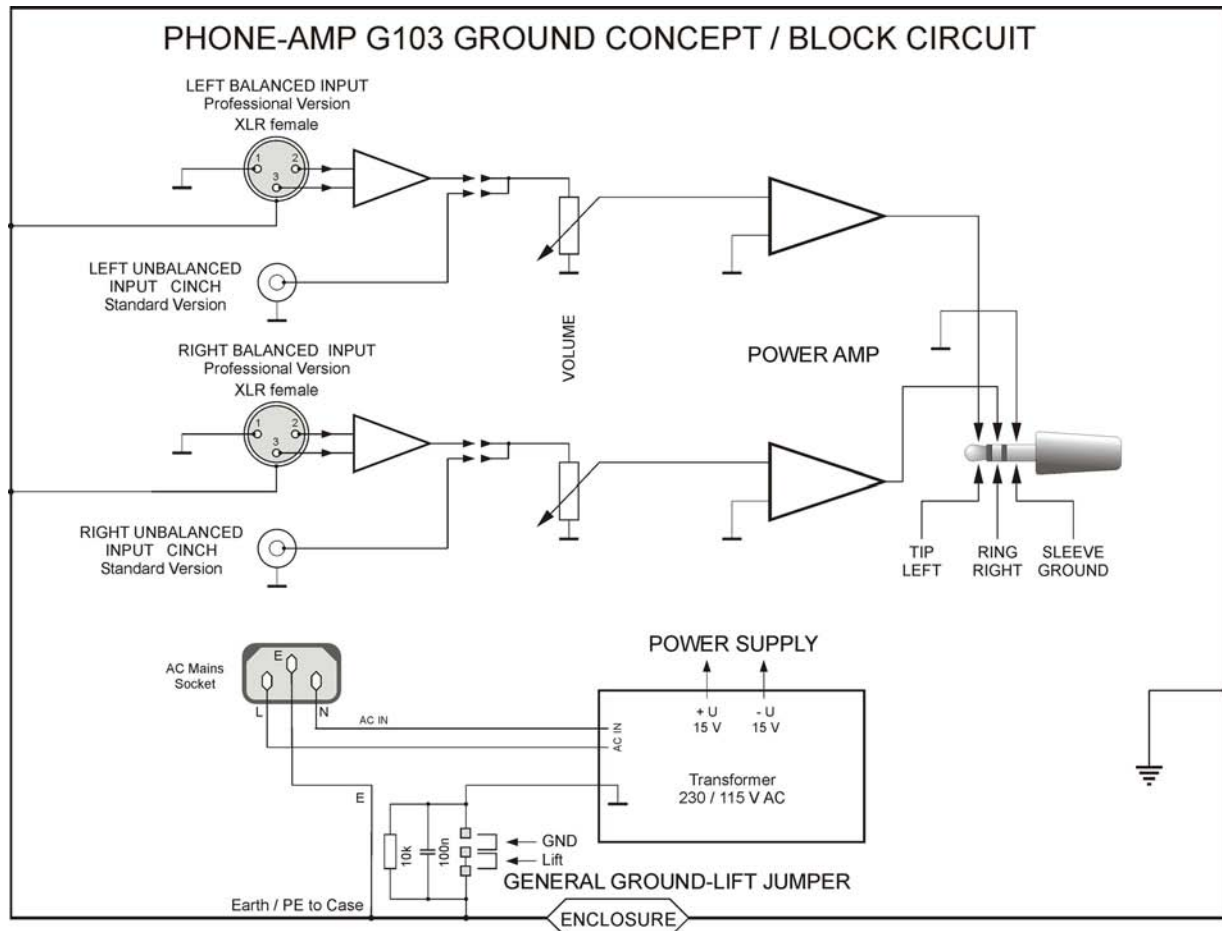 PHONE-AMP G103 GROUND CONCEPT / BLOCK CIRCUIT
LEFT BALANCED INPUT
Professional Version
XLR female
1
2
3
LEFT UNBALANCED
INPUT CINCH
Standard Version
VOLUME
POWER AMP
RIGHT BALANCED INPUT
Professional Version
XLR female
1
2
3
RIGHT UNBALANCED
INPUT CINCH
Standard Version
TIP
LEFT
RING
RIGHT
SLEEVE
GROUND
AC Mains
Socket
E
L
N
AC IN
AC IN
POWER SUPPLY
+ U
15 V
- U
15 V
Transformer
230 / 115 V AC
E
10k
100n
GND
Lift
GENERAL GROUND-LIFT JUMPER
Earth / PE to Case
ENCLOSURE